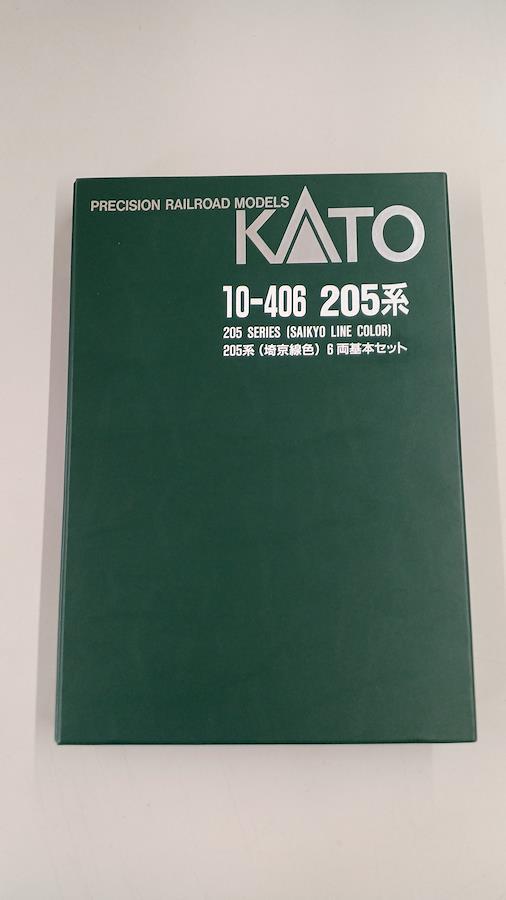 PRECISION RAILROAD MODELS
KATO
10-406 205系
205 SERIES (SAIKYO LINE COLOR)
205系(埼京線色) 6両基本セット